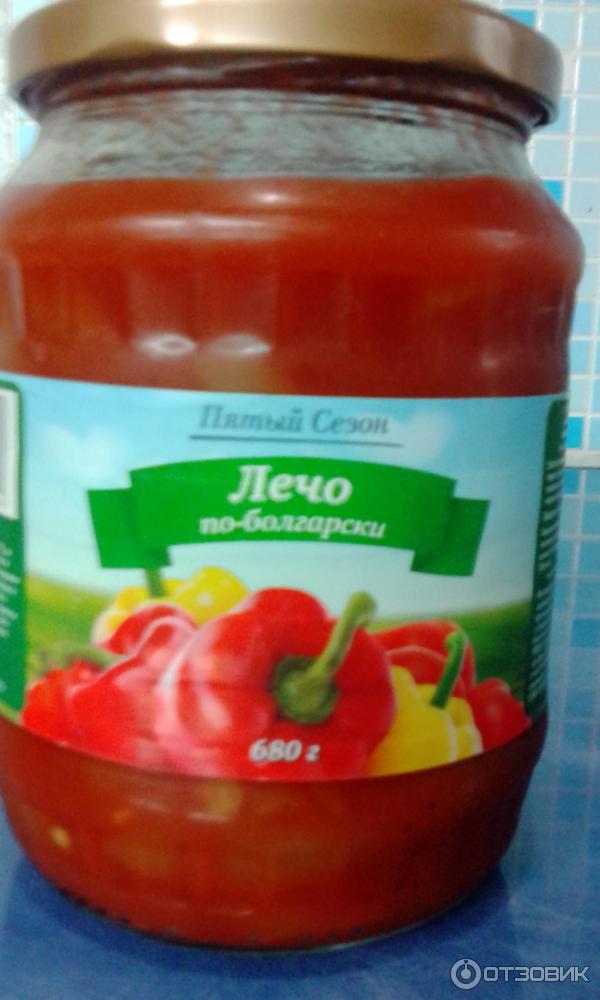 Пятый Сезон
Лечо
по-болгарски
680 г
ОТЗОВИК